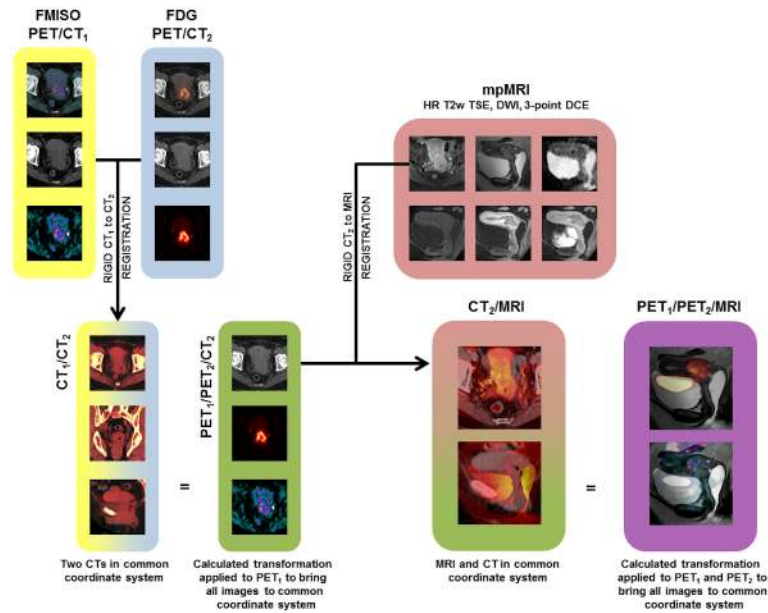 FMISO
PET/CT₁
FDG
PET/CT₂
mpMRI
HR T2w TSE, DWI, 3-point DCE
RIGID CT₁ to CT₂
REGISTRATION
RIGID CT₂ to MRI
REGISTRATION
CT₁/CT₂
PET₁/PET₂/CT₂
CT₂/MRI
PET₁/PET₂/MRI
=
=
Two CTs in common
coordinate system
Calculated transformation
applied to PET₁ to bring
all images to common
coordinate system
MRI and CT in common
coordinate system
Calculated transformation
applied to PET₁ and PET₂ to
bring all images to common
coordinate system